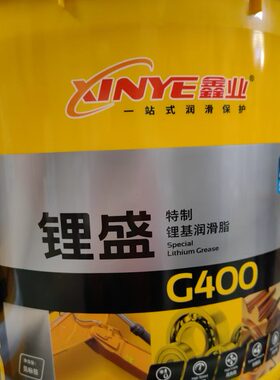 XINYE鑫业®
一站式润滑保护
锂盛
特制
锂基润滑脂
Special
Lithium Grease
G400